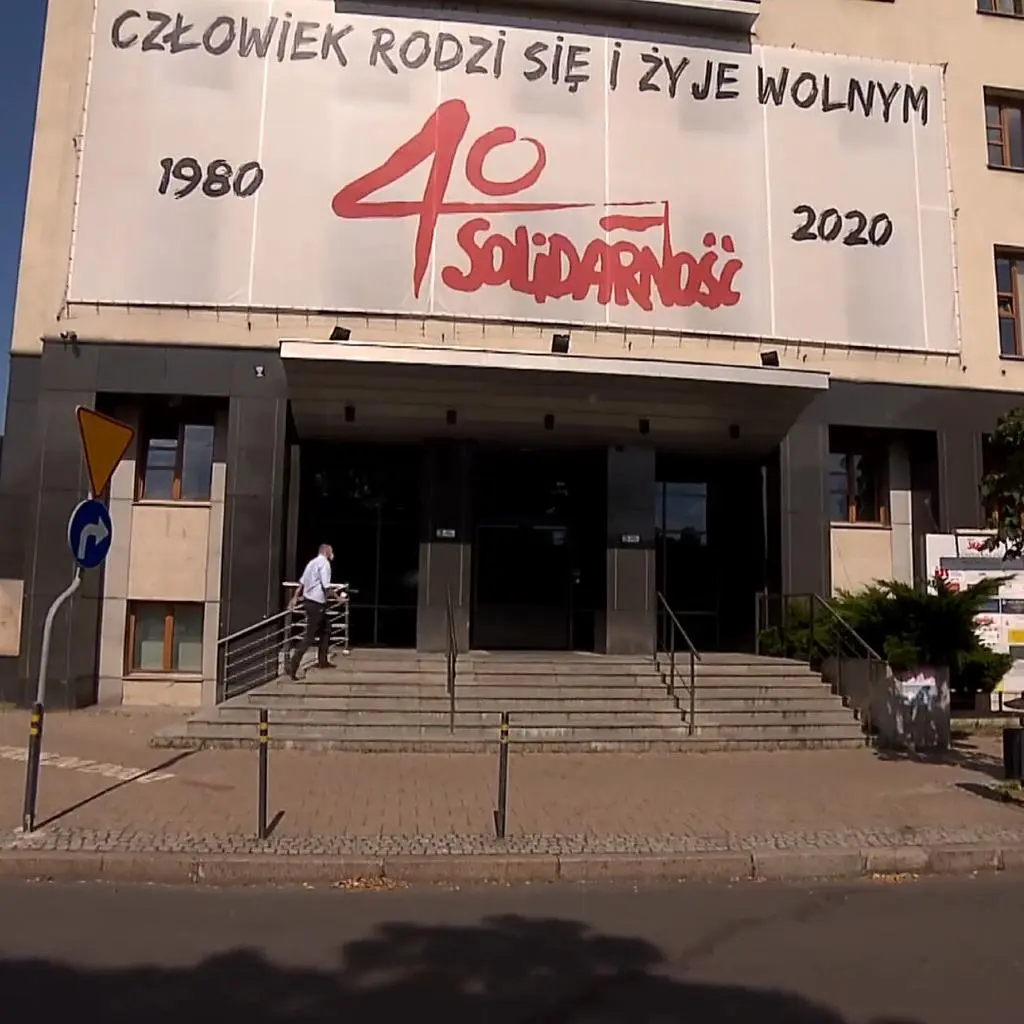 CZŁOWIEK RODZI SIĘ I ŻYJE WOLNYM
1980
40
2020
SOLIDARNOŚĆ